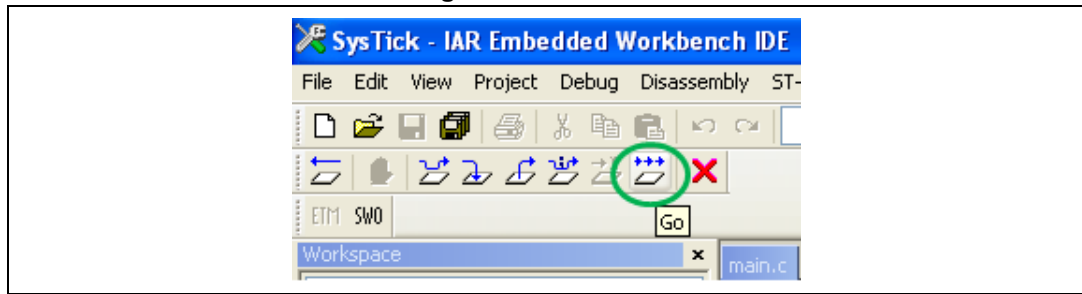 SysTick - IAR Embedded Workbench IDE
File Edit View Project Debug Disassembly ST-
ETM SWO
Go
Workspace
main.c